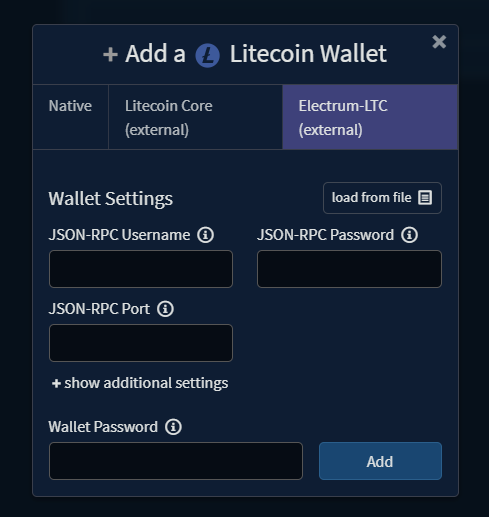 + Add a Litecoin Wallet
Native
Litecoin Core
(external)
Electrum-LTC
(external)
Wallet Settings
load from file
JSON-RPC Username
JSON-RPC Password
JSON-RPC Port
+ show additional settings
Wallet Password
Add